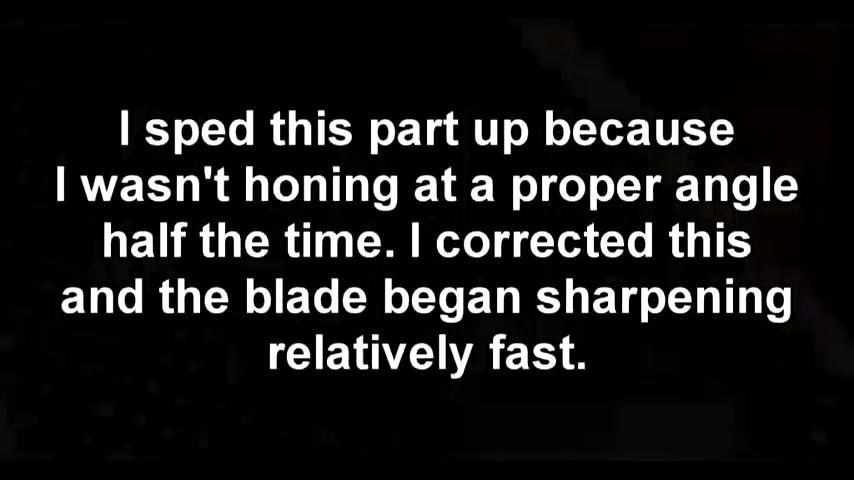 I sped this part up because
I wasn't honing at a proper angle
half the time. I corrected this
and the blade began sharpening
relatively fast.